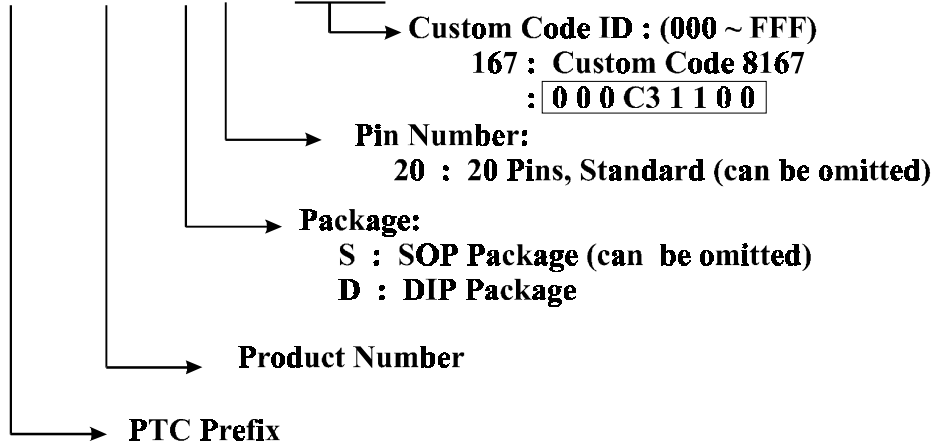 Custom Code ID : (000 ~ FFF)
167 : Custom Code 8167
: 0 0 0 C3 1 1 0 0
Pin Number:
20 : 20 Pins, Standard (can be omitted)
Package:
S : SOP Package (can be omitted)
D : DIP Package
Product Number
PTC Prefix